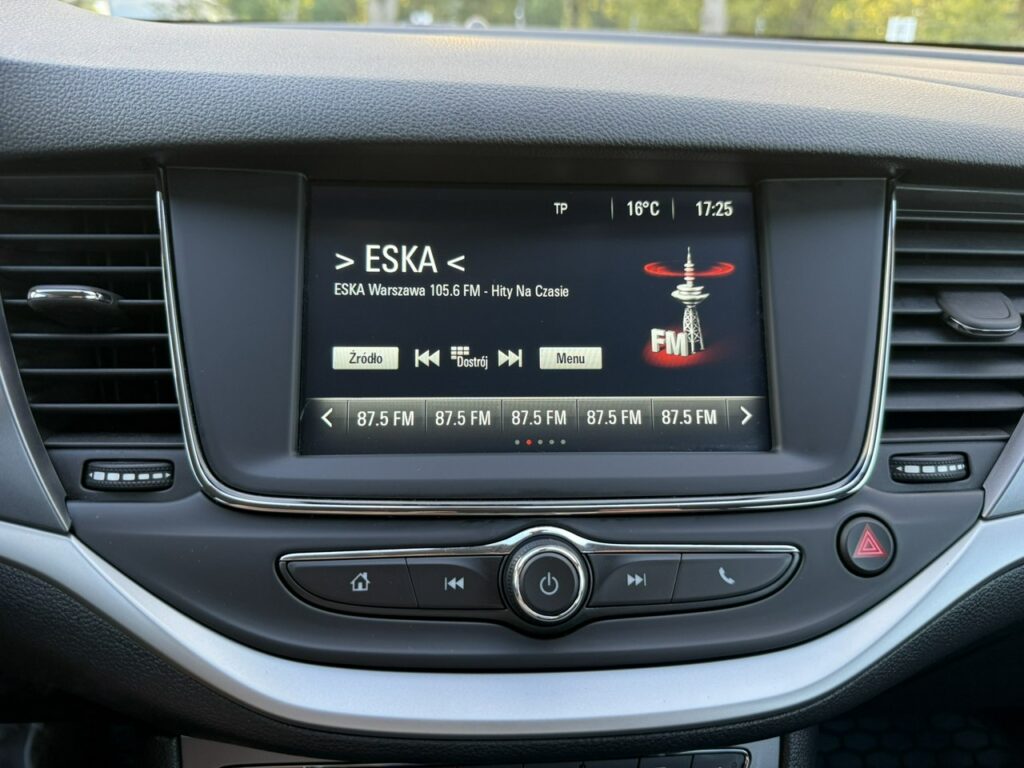 TP 16°C 17:25
> ESKA <
ESKA Warszawa 105.6 FM - Hity Na Czasie
FM
Źródło Dostrój Menu
87.5 FM 87.5 FM 87.5 FM 87.5 FM 87.5 FM